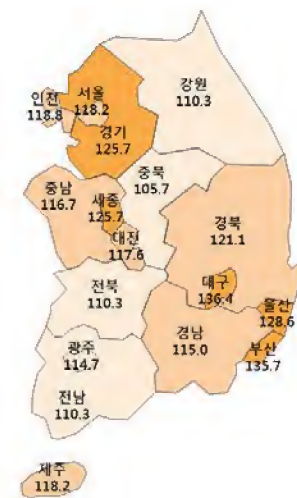 서울
118.2
인천
118.8
경기
125.7
강원
110.3
충북
105.7
충남
116.7
세종
125.7
대전
117.6
경북
121.1
대구
136.4
전북
110.3
울산
128.6
경남
115.0
부산
135.7
광주
114.7
전남
110.3
제주
118.2